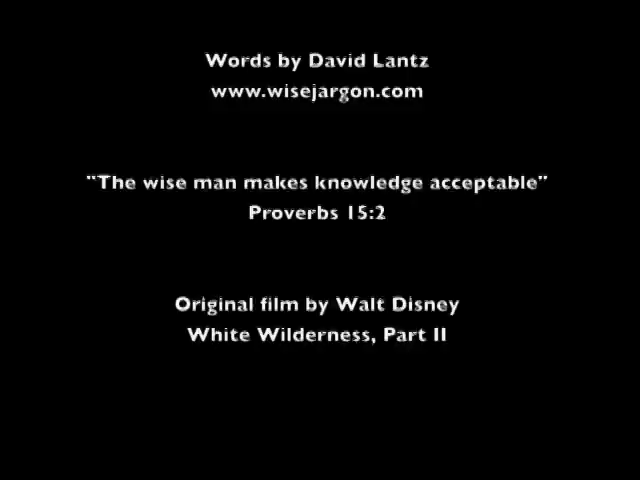 Words by David Lantz
www.wisejargon.com
"The wise man makes knowledge acceptable"
Proverbs 15:2
Original film by Walt Disney
White Wilderness, Part II